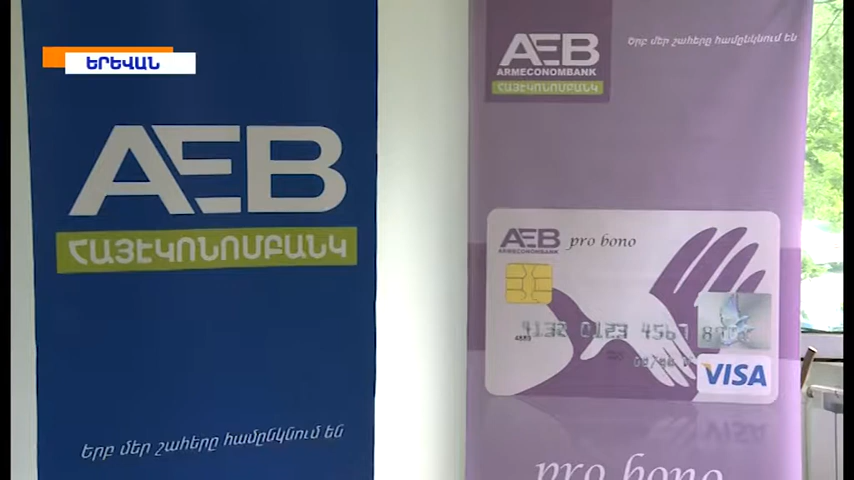 ԵՐԵՎԱՆ
AEB
ՀԱՅԷԿՈՆՈՄԲԱՆԿ
Երբ մեր շահերը համընկնում են
AEB
ARMECONOMBANK
ՀԱՅԷԿՈՆՈՄԲԱՆԿ
Երբ մեր շահերը համընկնում են
AEB
ARMECONOMBANK
pro bono
4132 0123 4567
VISA
pro bono